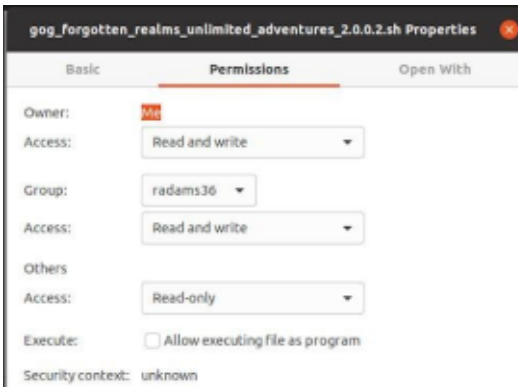 gog_forgotten_realms_unlimited_adventures_2.0.0.2.sh Properties
Basic Permissions Open With
Owner: Me
Access: Read and write
Group: radams36
Access: Read and write
Others
Access: Read-only
Execute: Allow executing file as program
Security context: unknown